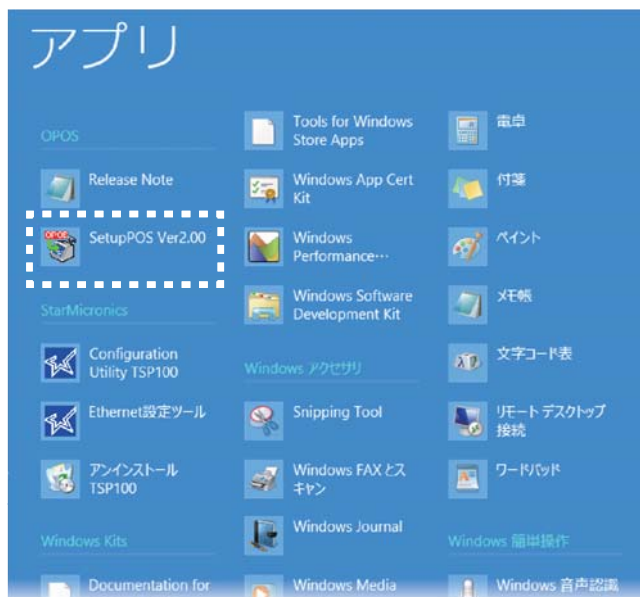 アプリ
OPOS
Release Note
SetupPOS Ver2.00
StarMicronics
Configuration
Utility TSP100
Ethernet設定ツール
アンインストール
TSP100
Windows Kits
Documentation for
Tools for Windows
Store Apps
Windows App Cert
Kit
Windows
Performance…
Windows Software
Development Kit
Windows アクセサリ
Snipping Tool
Windows FAX とス
キャン
Windows Journal
Windows Media
電卓
付箋
ペイント
メモ帳
文字コード表
リモート デスクトップ
接続
ワードパッド
Windows 簡単操作
Windows 音声認識